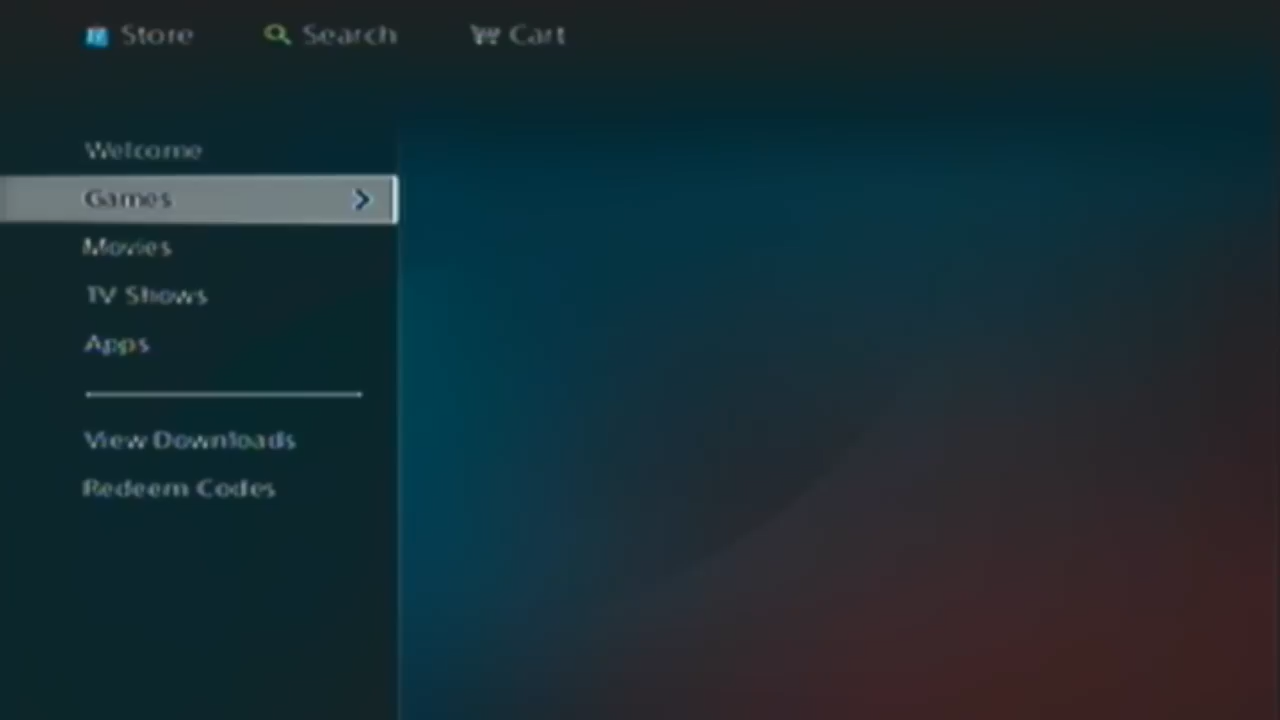 Store Search Cart
Welcome
Games
Movies
TV Shows
Apps
View Downloads
Redeem Codes